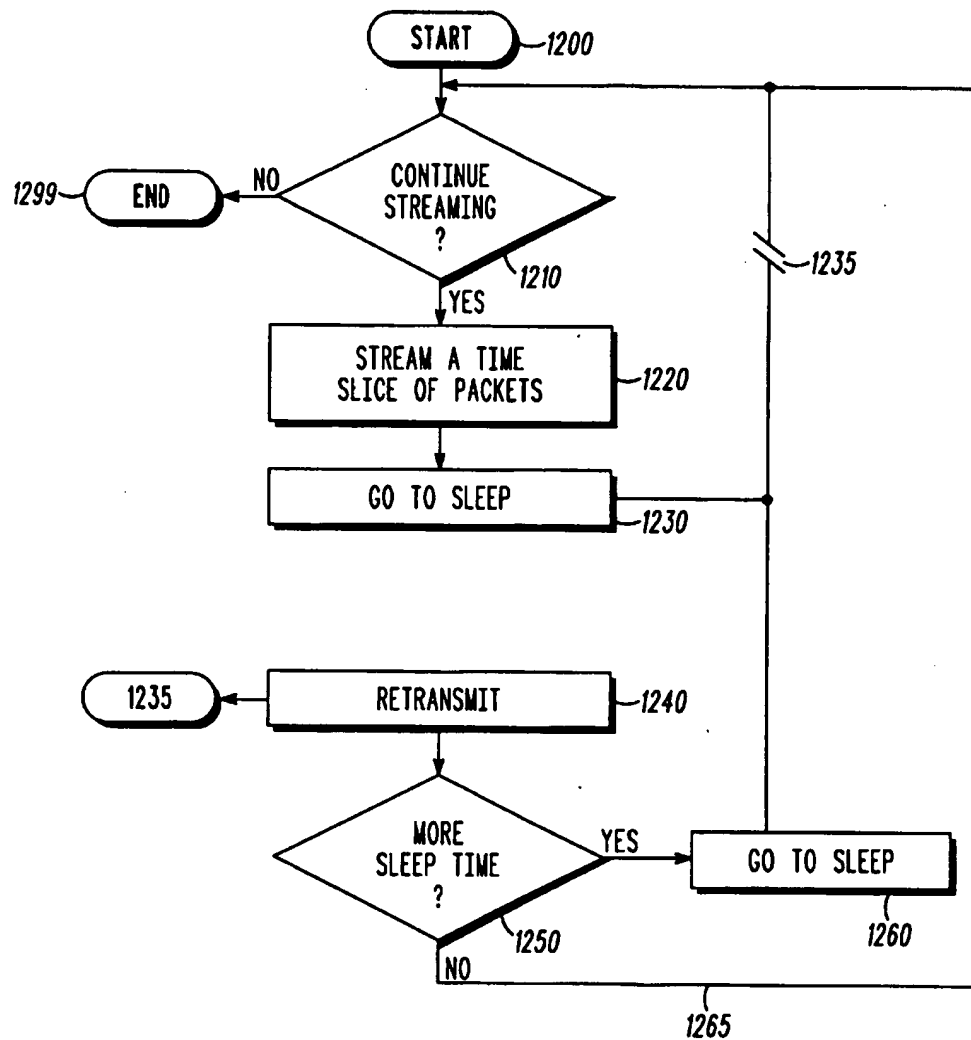 START
1200
1299
END
NO
CONTINUE
STREAMING
?
1210
YES
1235
STREAM A TIME
SLICE OF PACKETS
1220
GO TO SLEEP
1230
1235
RETRANSMIT
1240
MORE
SLEEP TIME
?
YES
GO TO SLEEP
1250
1260
NO
1265